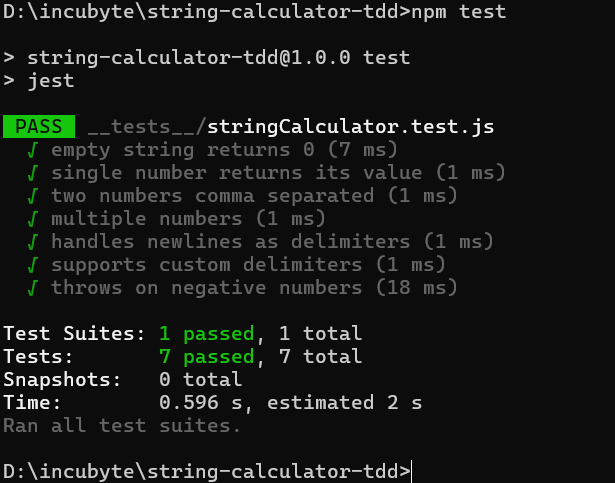 D:\incubyte\string-calculator-tdd>npm test
> string-calculator-tdd@1.0.0 test
> jest
PASS __tests__/stringCalculator.test.js
√ empty string returns 0 (7 ms)
√ single number returns its value (1 ms)
√ two numbers comma separated (1 ms)
√ multiple numbers (1 ms)
√ handles newlines as delimiters (1 ms)
√ supports custom delimiters (1 ms)
√ throws on negative numbers (18 ms)
Test Suites: 1 passed, 1 total
Tests:       7 passed, 7 total
Snapshots:   0 total
Time:        0.596 s, estimated 2 s
Ran all test suites.
D:\incubyte\string-calculator-tdd>